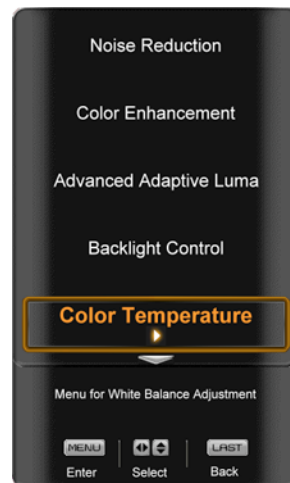 Noise Reduction
Color Enhancement
Advanced Adaptive Luma
Backlight Control
Color Temperature
Menu for White Balance Adjustment
MENU LAST
Enter Select Back